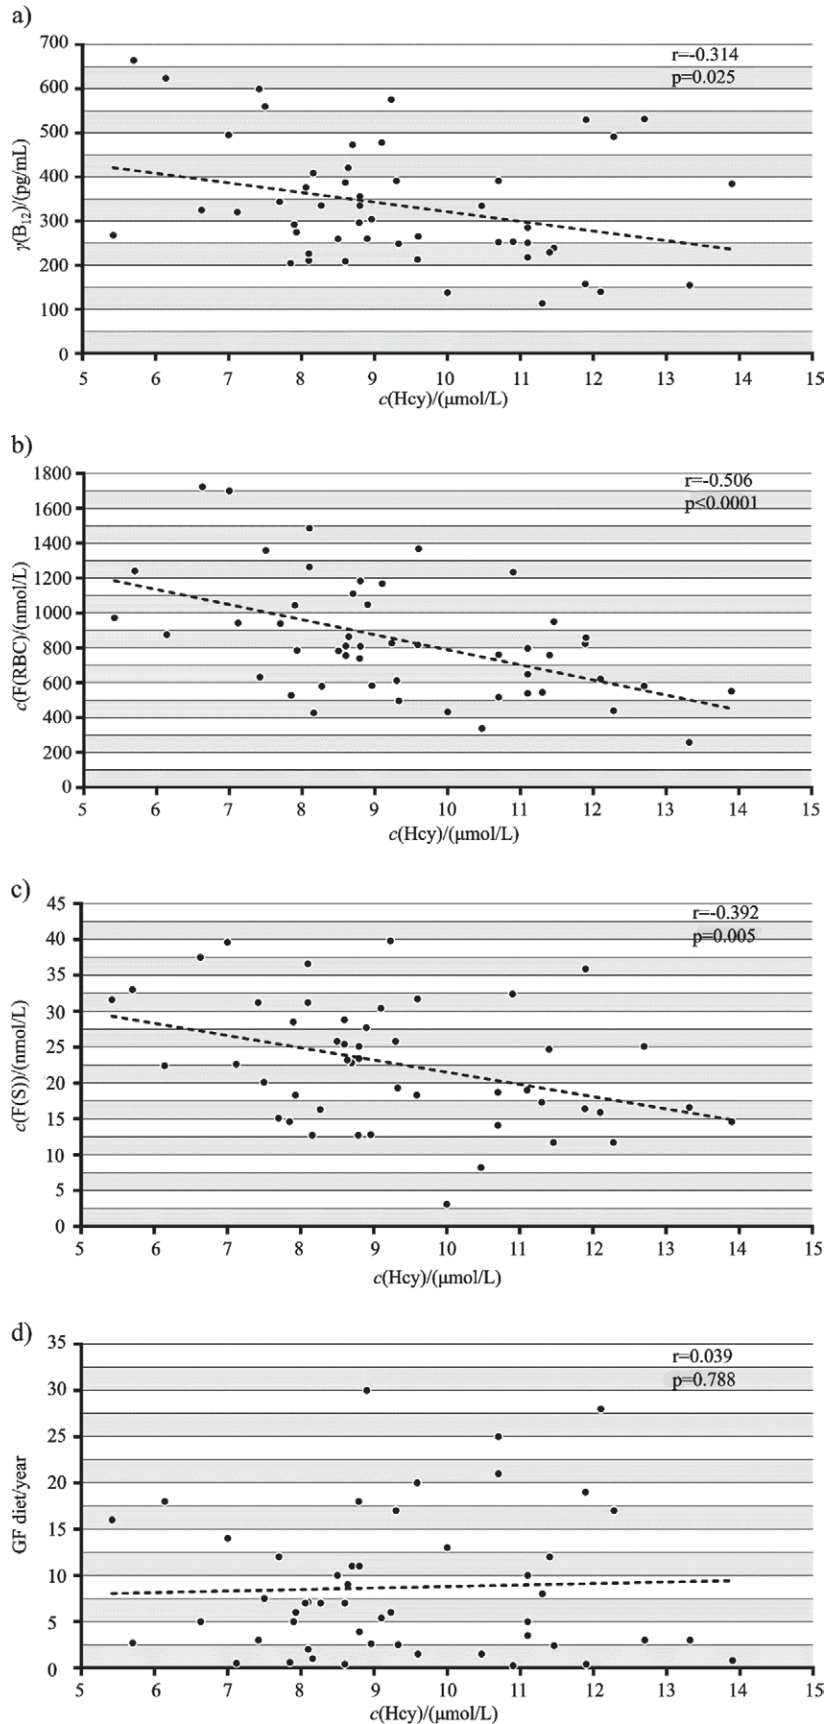 a)
r=-0.314
p=0.025
γ(B12)/(pg/mL)
700
600
500
400
300
200
100
0
5 6 7 8 9 10 11 12 13 14 15
c(Hcy)/(μmol/L)
b)
r=-0.506
p<0.0001
c(F(RBC)/(nmol/L)
1800
1600
1400
1200
1000
800
600
400
200
0
5 6 7 8 9 10 11 12 13 14 15
c(Hcy)/(μmol/L)
c)
r=-0.392
p=0.005
c(F(S))/(nmol/L)
45
40
35
30
25
20
15
10
5
0
5 6 7 8 9 10 11 12 13 14 15
c(Hcy)/(μmol/L)
d)
r=0.039
p=0.788
GF diet/year
35
30
25
20
15
10
5
0
5 6 7 8 9 10 11 12 13 14 15
c(Hcy)/(μmol/L)